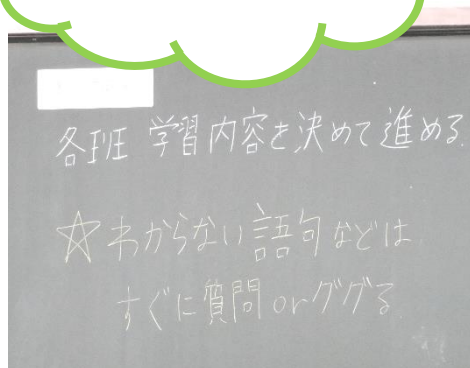 各班 学習内容を決めて進める.
☆わからない語句などは
すぐに質問orググる